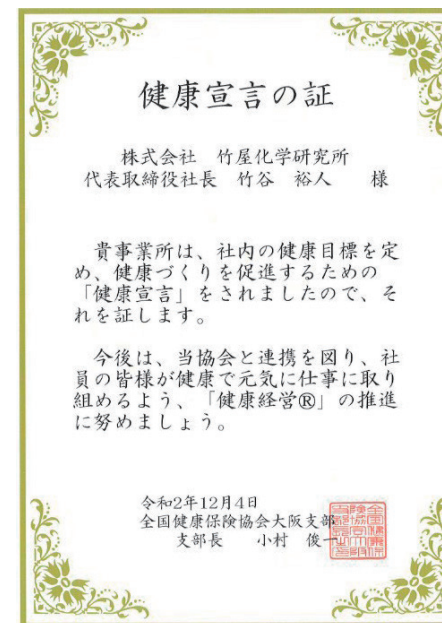 健康宣言の証
株式会社　竹屋化学研究所
代表取締役社長　竹谷　裕人　　様
貴事業所は、社内の健康目標を定
め、健康づくりを促進するための
「健康宣言」をされましたので、そ
れを証します。
今後は、当協会と連携を図り、社
員の皆様が健康で元気に仕事に取り
組めるよう、「健康経営®」の推進
に努めましょう。
令和2年12月4日
全国健康保険協会大阪支部
支部長　　小村　俊一